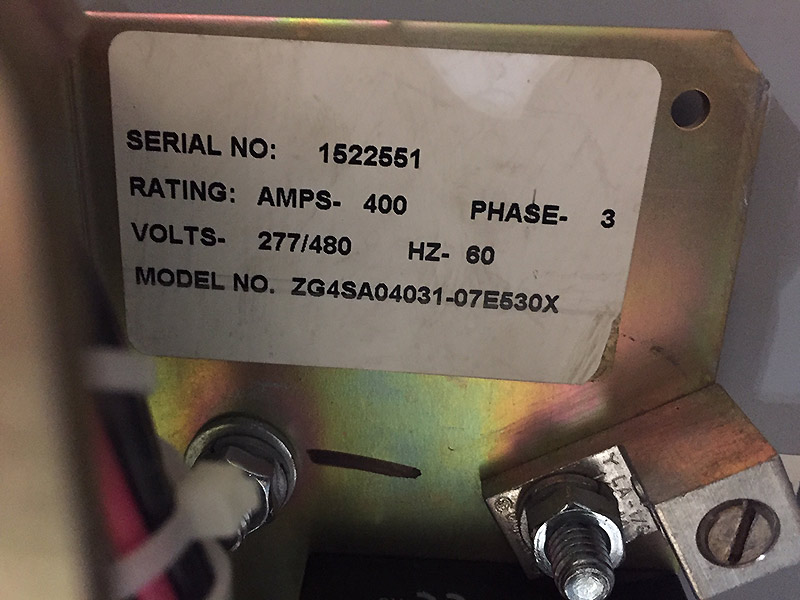 SERIAL NO: 1522551
RATING: AMPS- 400 PHASE- 3
VOLTS- 277/480 HZ- 60
MODEL NO. ZG4SA04031-07E530X